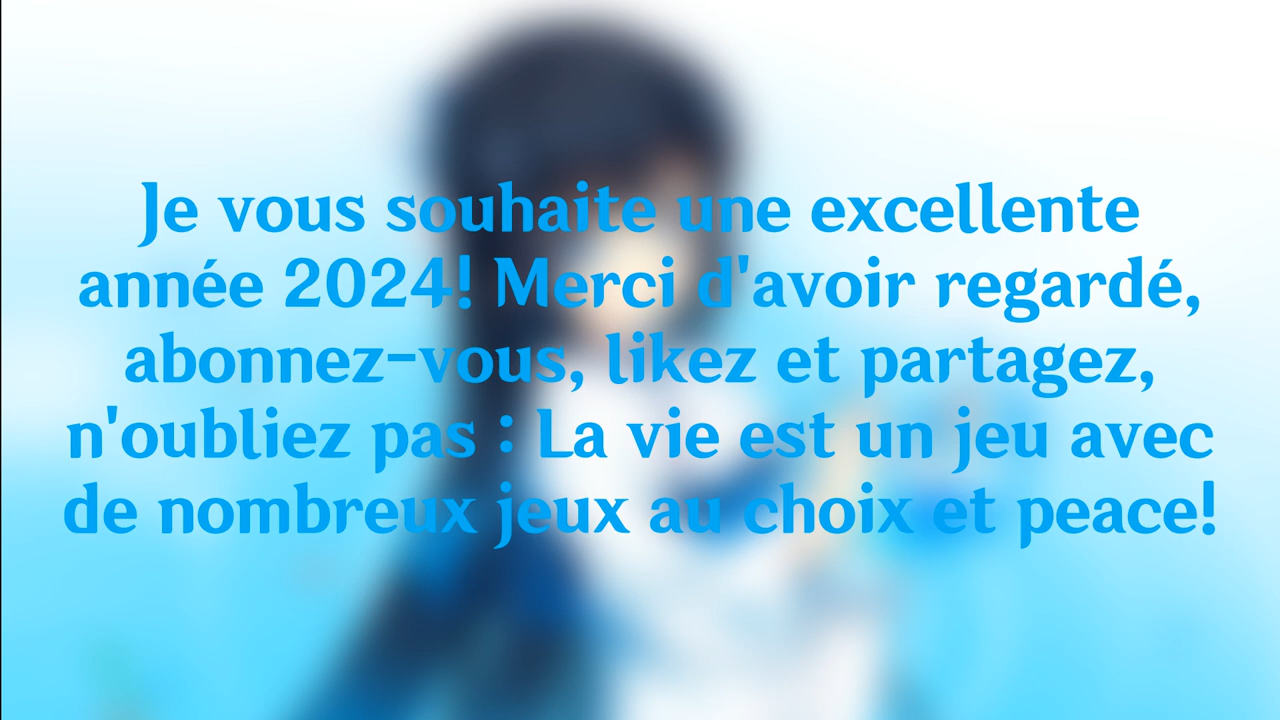 Je vous souhaite une excellente
année 2024! Merci d'avoir regardé,
abonnez-vous, likez et partagez,
n'oubliez pas : La vie est un jeu avec
de nombreux jeux au choix et peace!